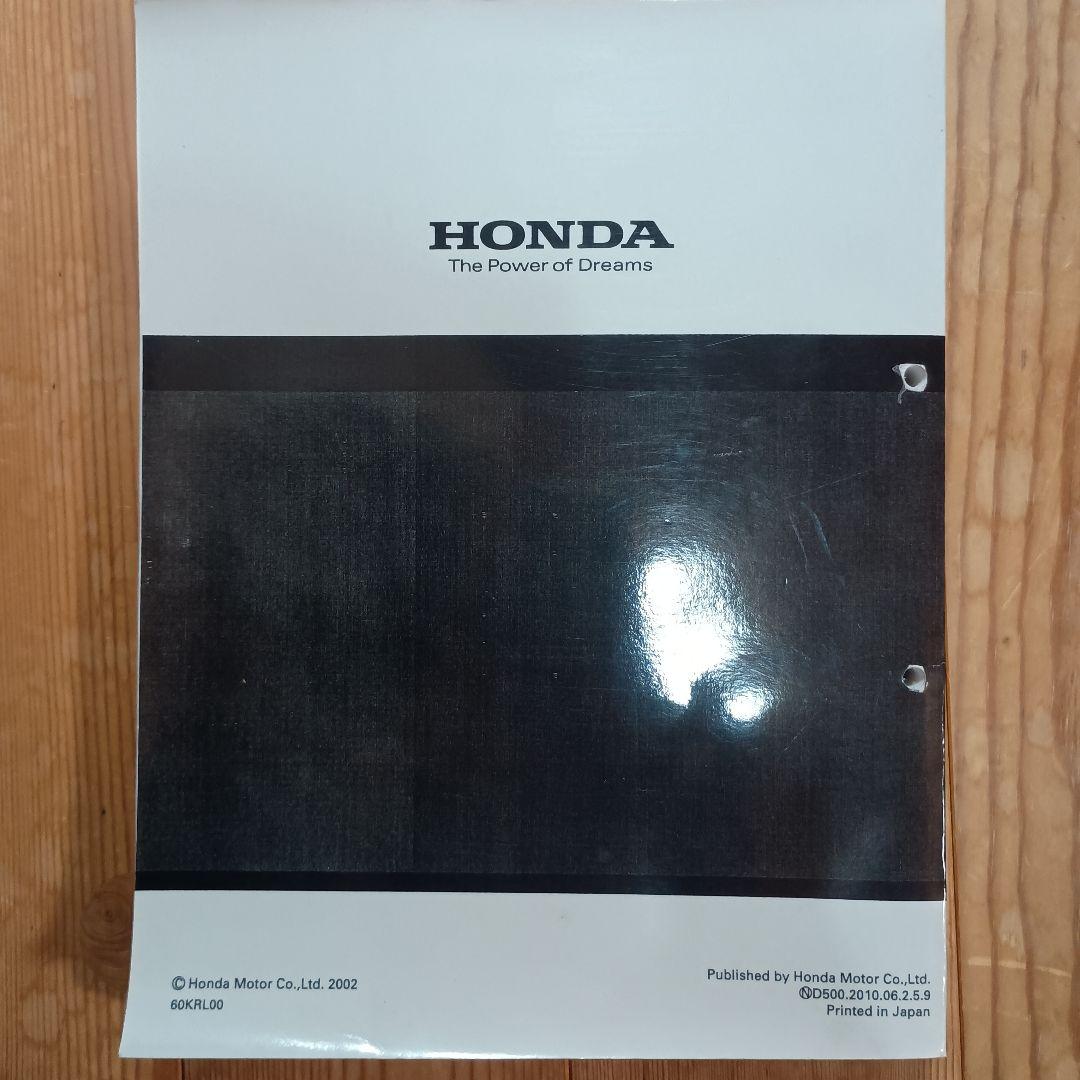 HONDA
The Power of Dreams
© Honda Motor Co.,Ltd. 2002
60KRL00
Published by Honda Motor Co.,Ltd.
ⓃD500.2010.06.2.5.9
Printed in Japan